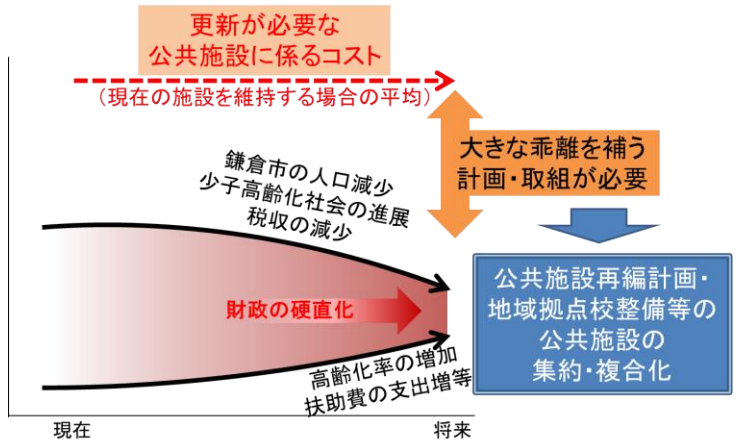 更新が必要な
公共施設に係るコスト
(現在の施設を維持する場合の平均)
大きな乖離を補う
計画・取組が必要
鎌倉市の人口減少
少子高齢化社会の進展
税収の減少
財政の硬直化
公共施設再編計画・
地域拠点校整備等の
公共施設の
集約・複合化
高齢化率の増加
扶助費の支出増等
現在
将来